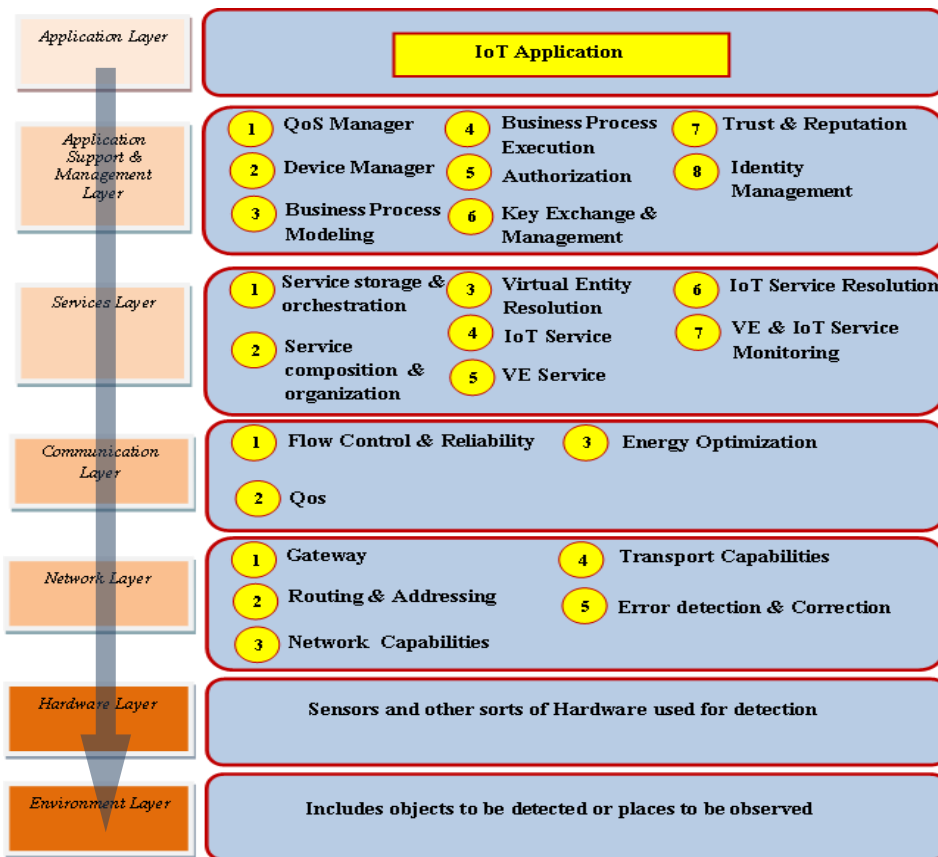 Application Layer
IoT Application
Application
Support &
Management
Layer
1 QoS Manager
2 Device Manager
3 Business Process
Modeling
4 Business Process
Execution
5 Authorization
6 Key Exchange &
Management
7 Trust & Reputation
8 Identity
Management
Services Layer
1 Service storage &
orchestration
2 Service
composition &
organization
3 Virtual Entity
Resolution
4 IoT Service
5 VE Service
6 IoT Service Resolution
7 VE & IoT Service
Monitoring
Communication
Layer
1 Flow Control & Reliability
2 Qos
3 Energy Optimization
Network Layer
1 Gateway
2 Routing & Addressing
3 Network Capabilities
4 Transport Capabilities
5 Error detection & Correction
Hardware Layer
Sensors and other sorts of Hardware used for detection
Environment Layer
Includes objects to be detected or places to be observed